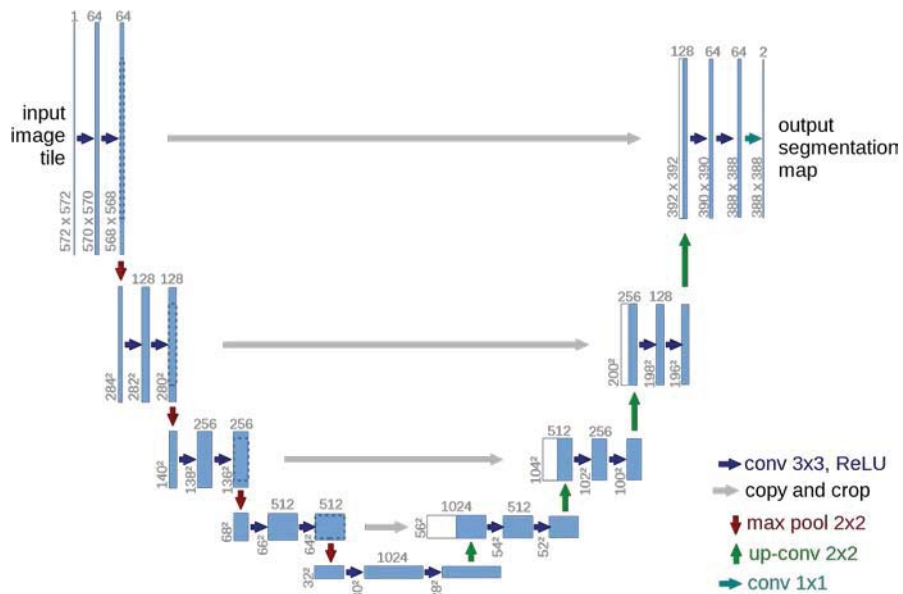 1 64 64
128 64 64 2
input
image
tile
output
segmentation
map
572 x 572
570 x 570
568 x 568
392 x 392
390 x 390
388 x 388
388 x 388
128 128
256 128
284²
282²
280²
200²
198²
196²
256 256
512 256
140²
138²
136²
104²
102²
100²
512 512
1024 512
68²
66²
64²
56²
54²
52²
1024
32²
conv 3x3, ReLU
copy and crop
max pool 2x2
up-conv 2x2
conv 1x1